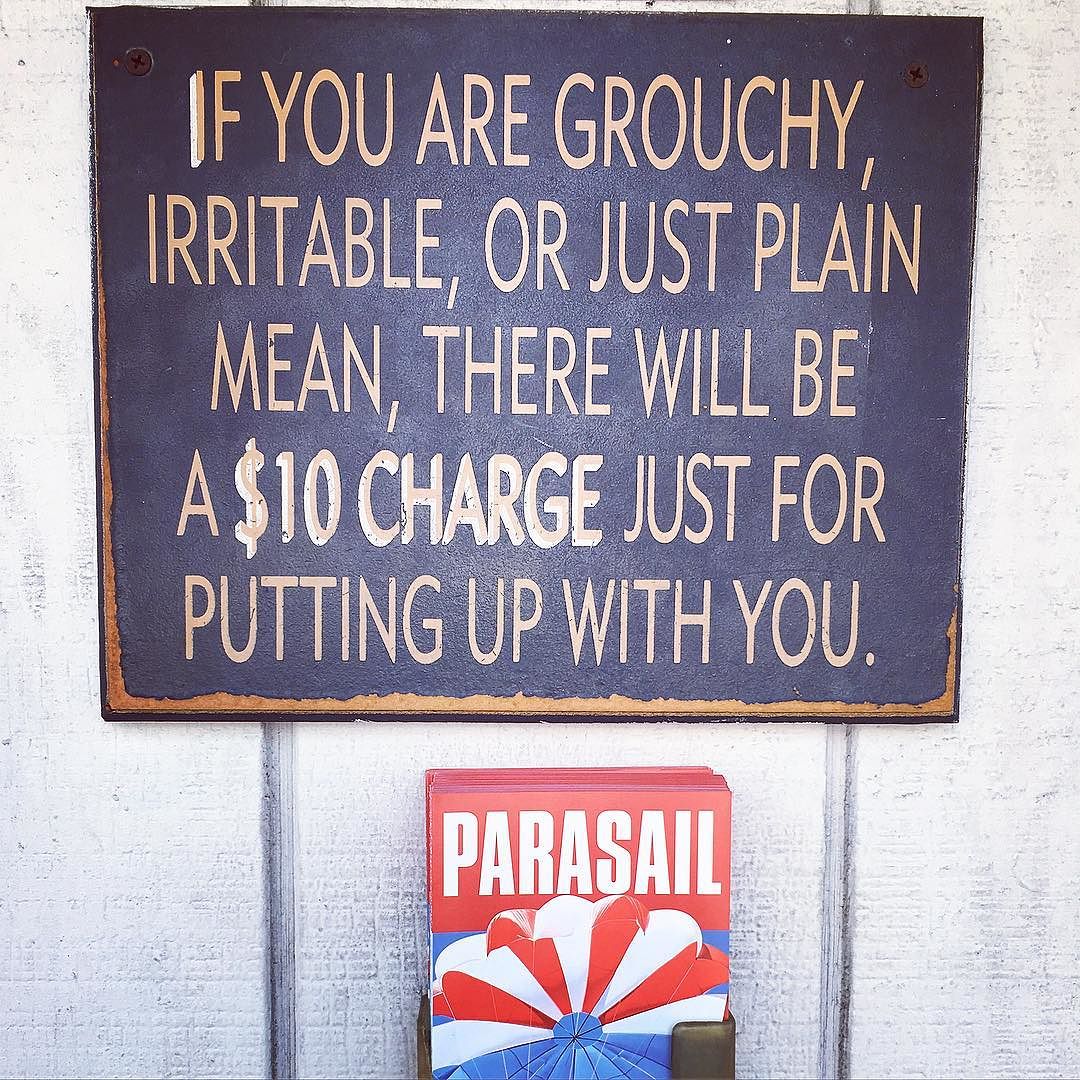 IF YOU ARE GROUCHY,
IRRITABLE, OR JUST PLAIN
MEAN, THERE WILL BE
A $10 CHARGE JUST FOR
PUTTING UP WITH YOU.
PARASAIL